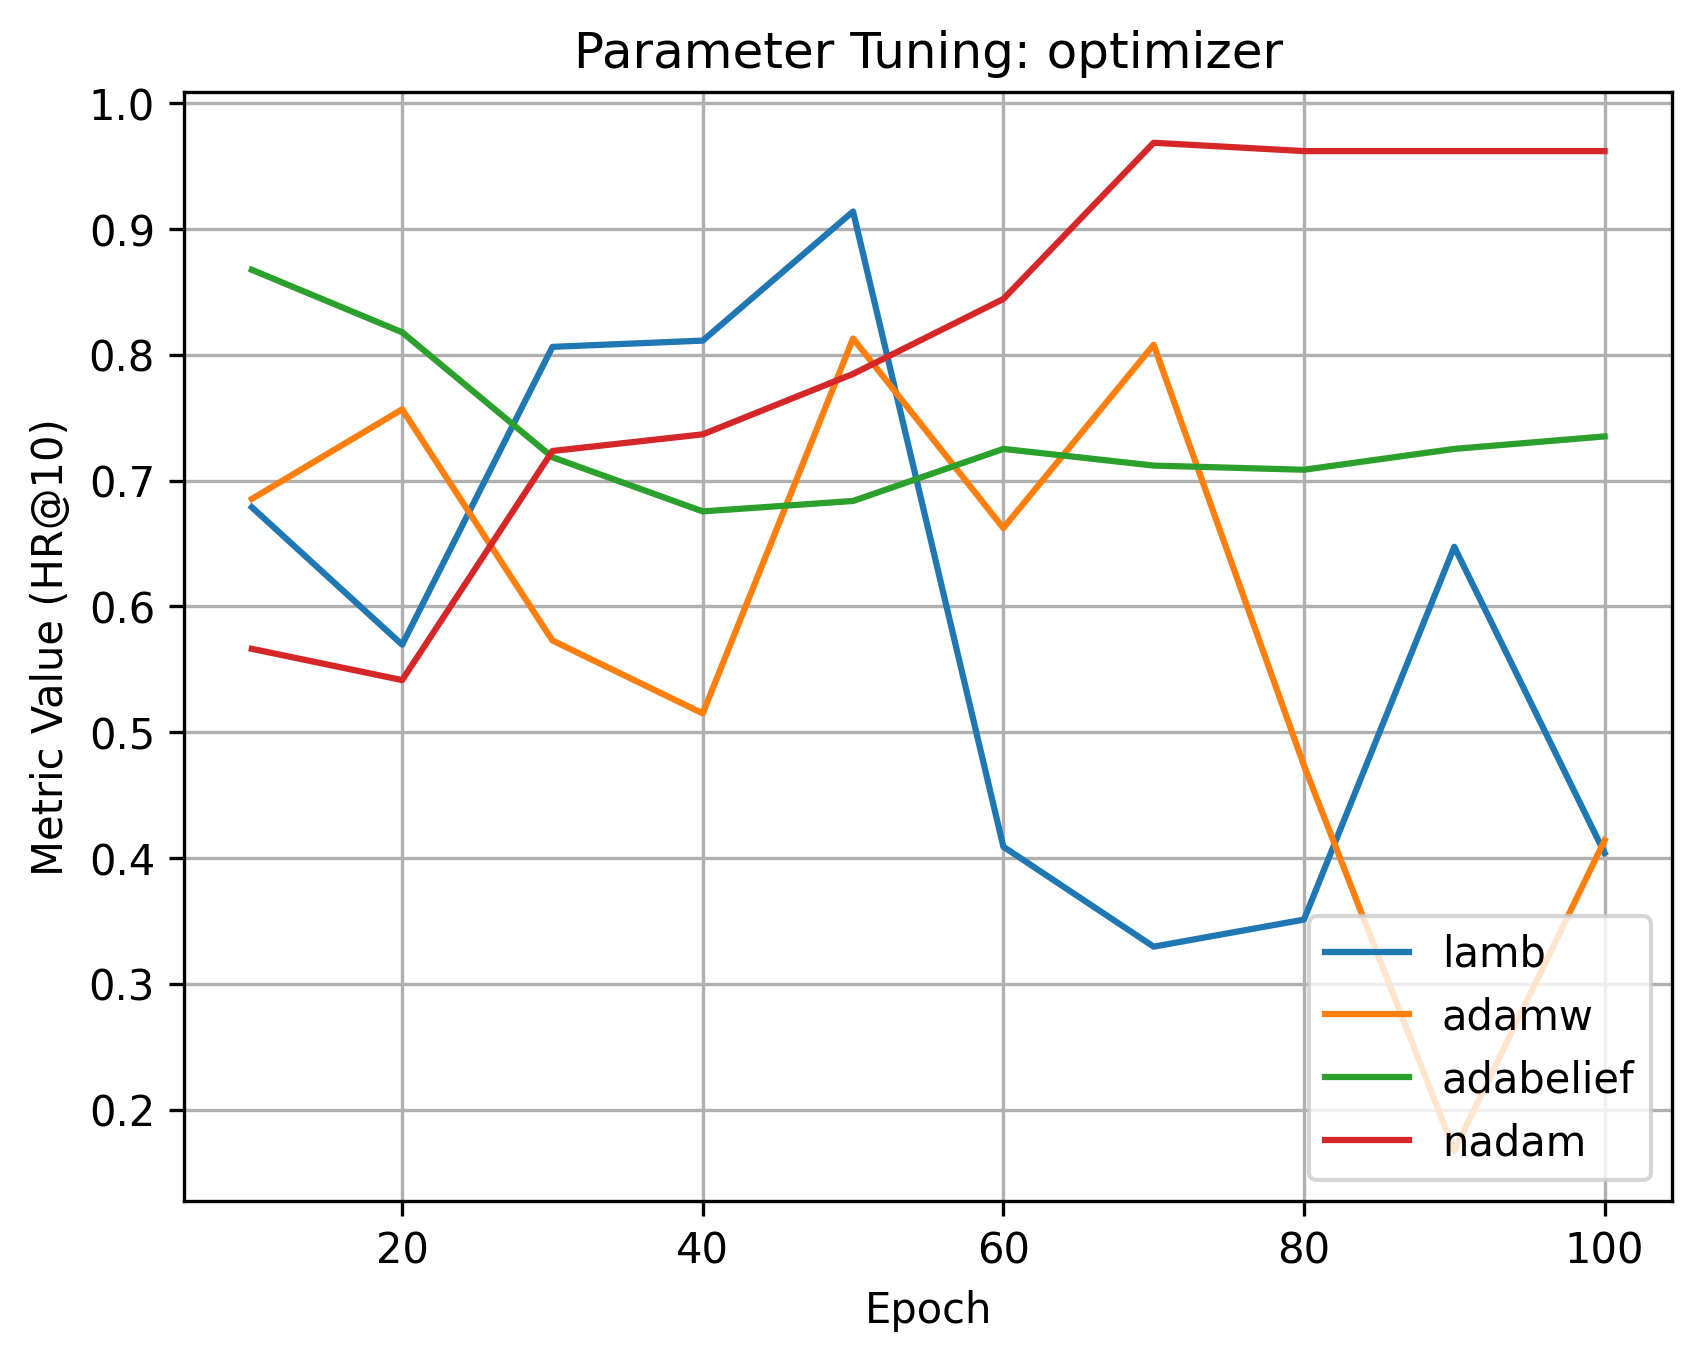 Parameter Tuning: optimizer
Metric Value (HR@10)
1.0
0.9
0.8
0.7
0.6
0.5
0.4
0.3
0.2
lamb
adamw
adabelief
nadam
20 40 60 80 100
Epoch